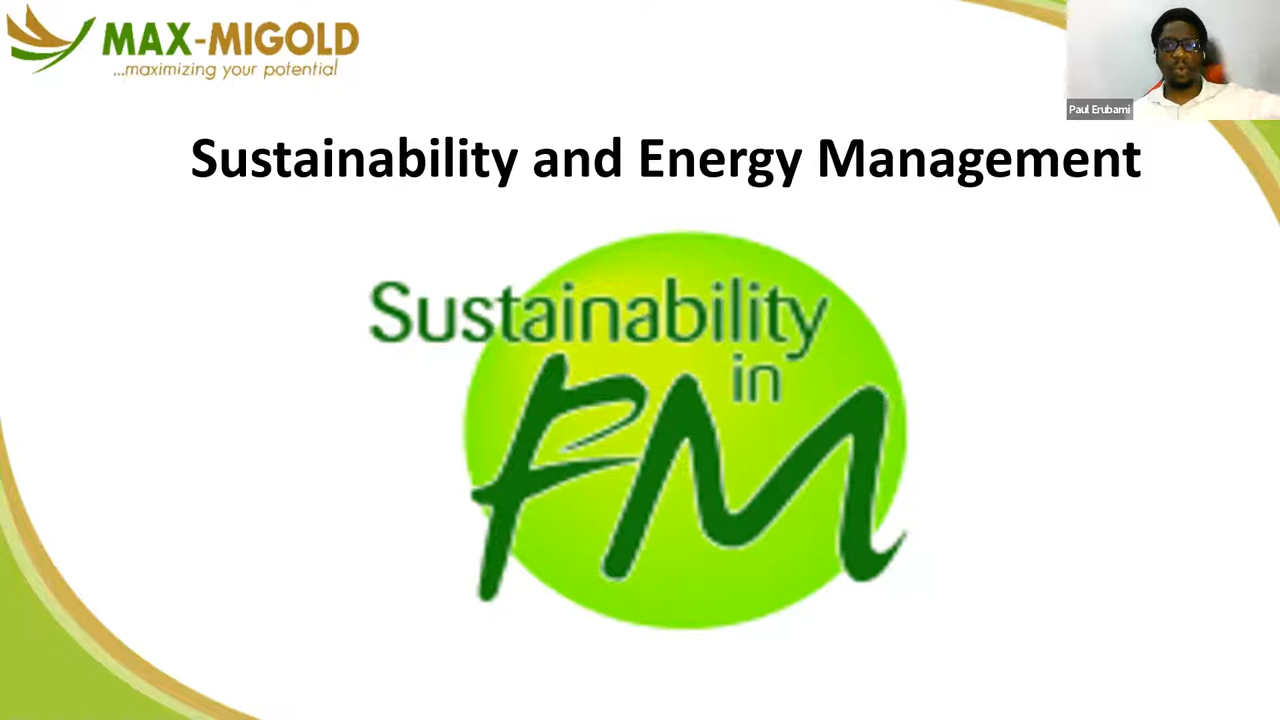 MAX-MIGOLD
...maximizing your potential
Paul Erubami
Sustainability and Energy Management
Sustainability
in
FM